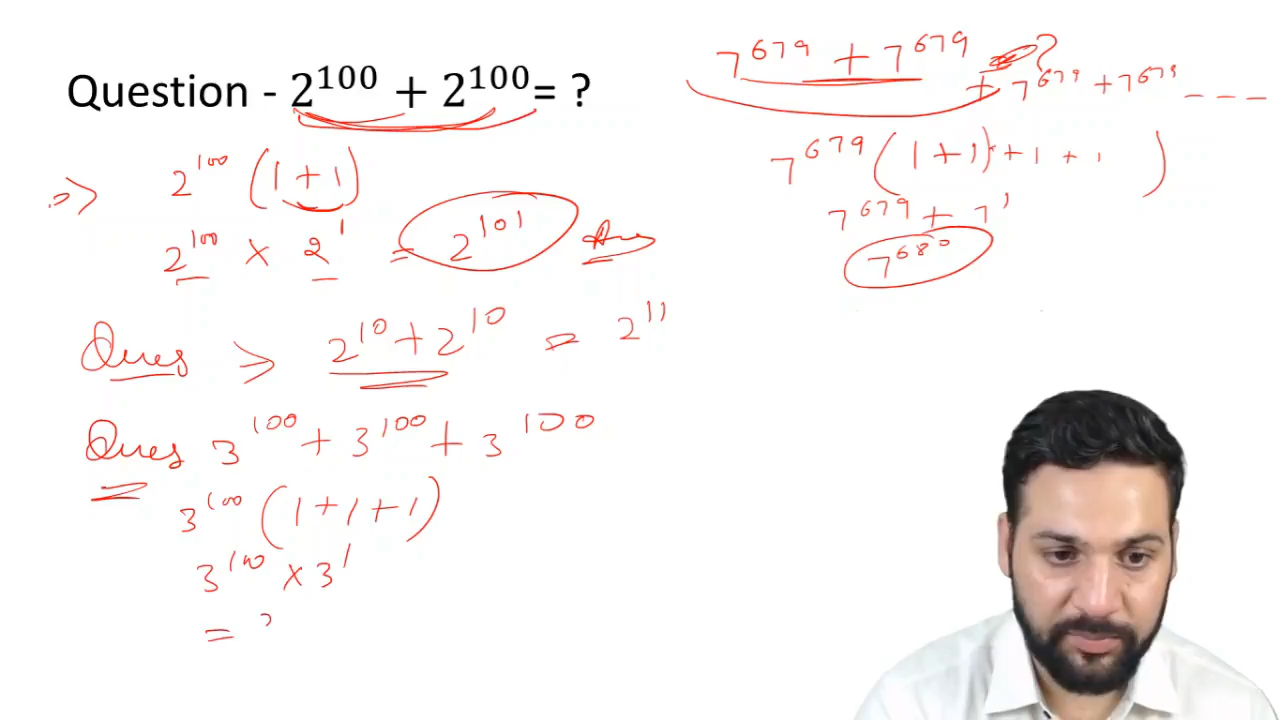 Question - 2^100 + 2^100 = ?
=> 2^100 (1 + 1)
2^100 × 2^1 = 2^101 Ans
Ques > 2^10 + 2^10 = 2^11
Ques 3^100 + 3^100 + 3^100
3^100 (1 + 1 + 1)
3^100 × 3^1
=
7^679 + 7^679 = ?
+ 7^679 + 7^679 - - -
7^679 (1 + 1) + 1 + 1 )
7^679 + 7^1
7^680